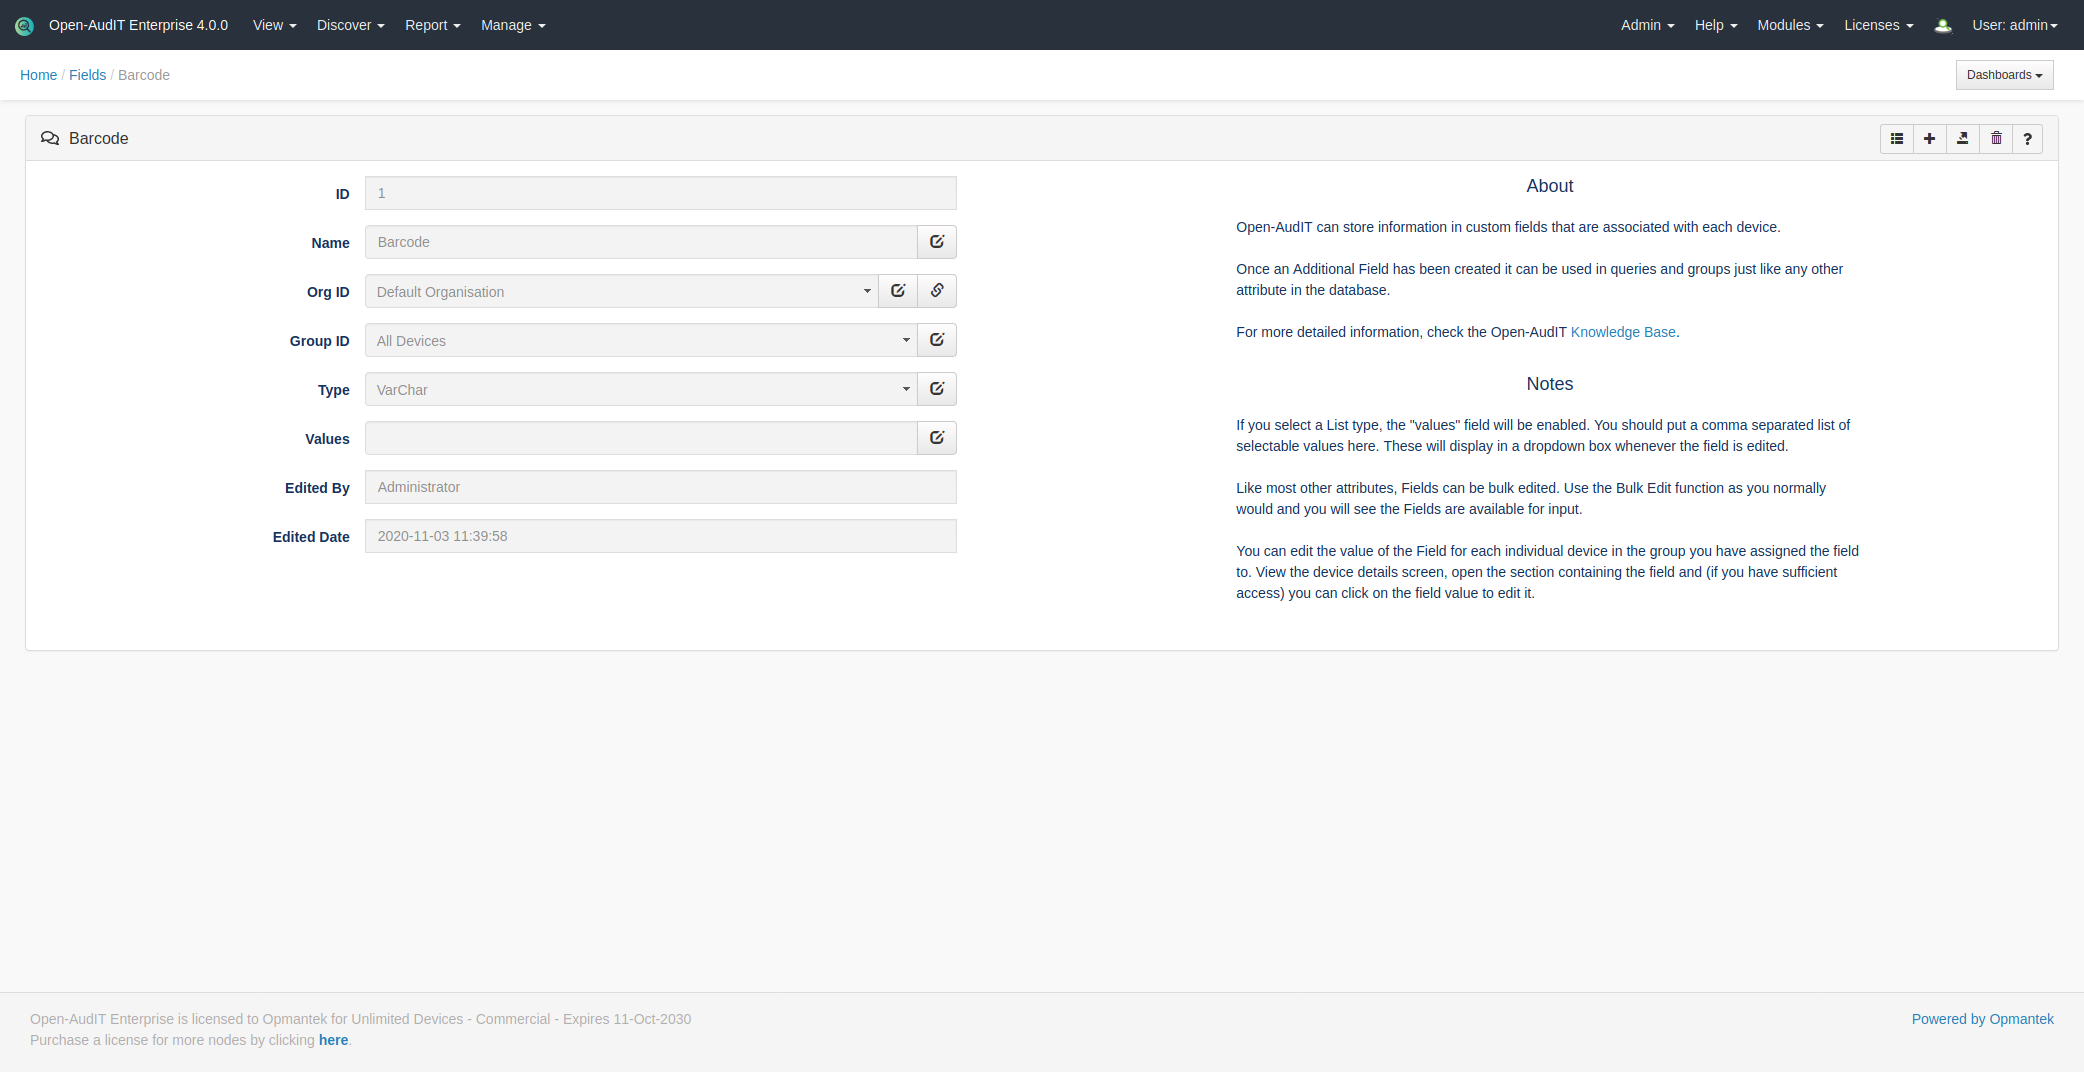 Open-AudIT Enterprise 4.0.0 View Discover Report Manage Admin Help Modules Licenses User: admin
Home / Fields / Barcode
Dashboards
Barcode
?
ID 1
Name Barcode
Org ID Default Organisation
Group ID All Devices
Type VarChar
Values
Edited By Administrator
Edited Date 2020-11-03 11:39:58
About
Open-AudIT can store information in custom fields that are associated with each device.
Once an Additional Field has been created it can be used in queries and groups just like any other
attribute in the database.
For more detailed information, check the Open-AudIT Knowledge Base.
Notes
If you select a List type, the "values" field will be enabled. You should put a comma separated list of
selectable values here. These will display in a dropdown box whenever the field is edited.
Like most other attributes, Fields can be bulk edited. Use the Bulk Edit function as you normally
would and you will see the Fields are available for input.
You can edit the value of the Field for each individual device in the group you have assigned the field
to. View the device details screen, open the section containing the field and (if you have sufficient
access) you can click on the field value to edit it.
Open-AudIT Enterprise is licensed to Opmantek for Unlimited Devices - Commercial - Expires 11-Oct-2030
Purchase a license for more nodes by clicking here.
Powered by Opmantek